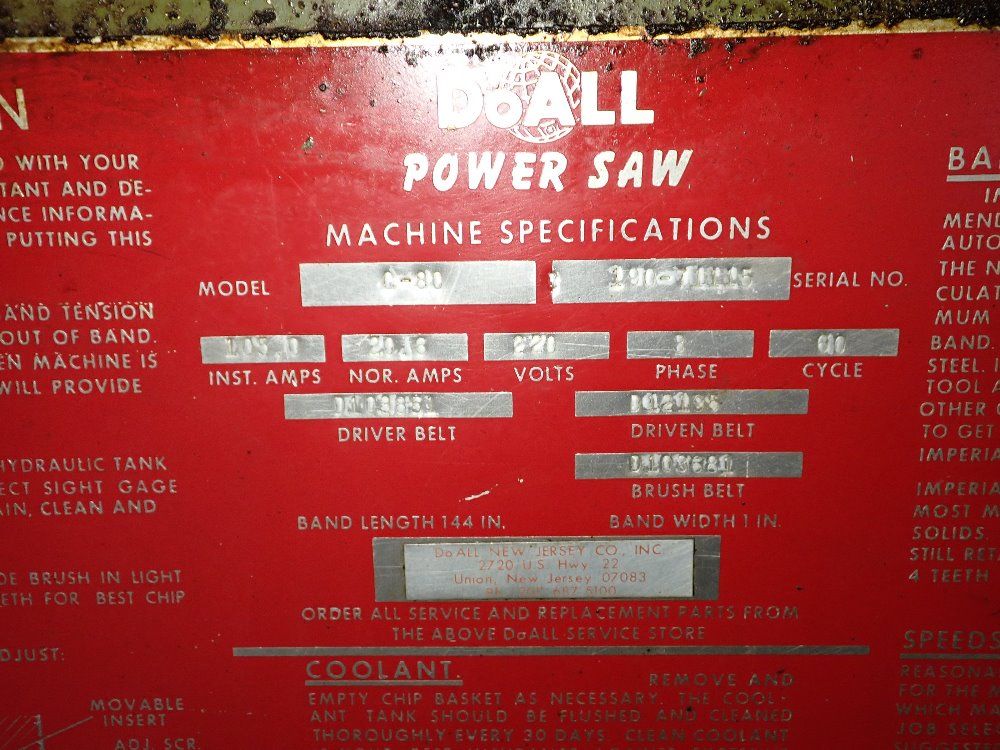 N
WITH YOUR
TANT AND DE-
NCE INFORMA-
PUTTING THIS
AND TENSION
OUT OF BAND.
EN MACHINE IS
WILL PROVIDE
HYDRAULIC TANK
ECT SIGHT GAGE
AIN, CLEAN AND
DE BRUSH IN LIGHT
ETH FOR BEST CHIP
DJUST:
MOVABLE
INSERT
ADJ. SCR.
DoALL
POWER SAW
MACHINE SPECIFICATIONS
MODEL C-80 SERIAL NO.
220
INST. AMPS NOR. AMPS VOLTS PHASE CYCLE
DRIVER BELT DRIVEN BELT
BRUSH BELT
BAND LENGTH 144 IN. BAND WIDTH 1 IN.
DoALL NEW JERSEY CO., INC.
2720 U.S. Hwy. 22
Union, New Jersey 07083
687 5100
ORDER ALL SERVICE AND REPLACEMENT PARTS FROM
THE ABOVE DoALL SERVICE STORE
COOLANT REMOVE AND
EMPTY CHIP BASKET AS NECESSARY. THE COOL-
ANT TANK SHOULD BE FLUSHED AND CLEANED
THOROUGHLY EVERY 30 DAYS. CLEAN COOLANT
BA
MEND
AUTO
THE N
CULAT
MUM
BAND.
STEEL.
TOOL
OTHER
TO GET
IMPERIA
IMPERIA
MOST M
SOLIDS.
STILL RET
4 TEETH
SPEEDS
REASONA
FOR THE M
WHICH MA
JOB SELE